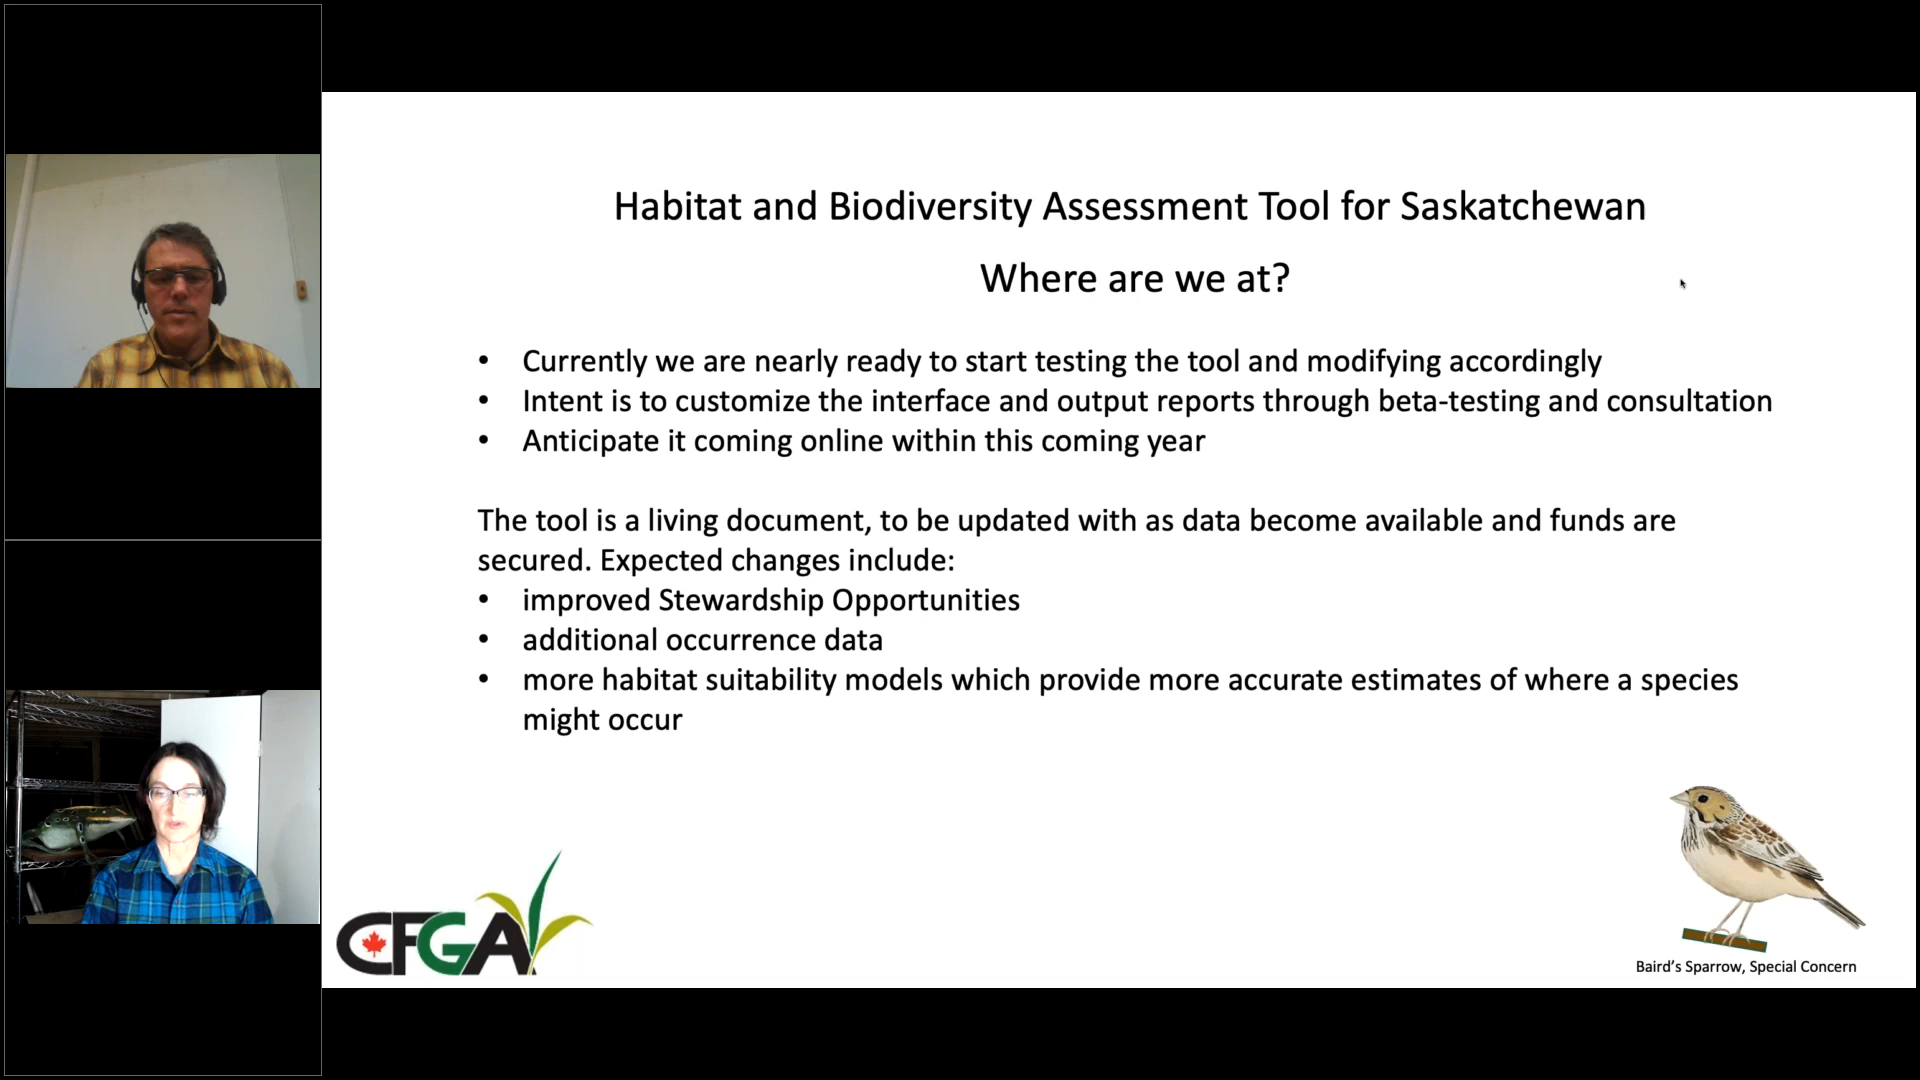 Habitat and Biodiversity Assessment Tool for Saskatchewan
Where are we at?
• Currently we are nearly ready to start testing the tool and modifying accordingly
• Intent is to customize the interface and output reports through beta-testing and consultation
• Anticipate it coming online within this coming year
The tool is a living document, to be updated with as data become available and funds are
secured. Expected changes include:
• improved Stewardship Opportunities
• additional occurrence data
• more habitat suitability models which provide more accurate estimates of where a species
might occur
CFGA
Baird's Sparrow, Special Concern